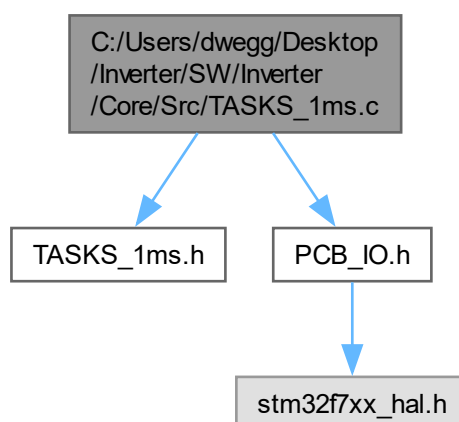 C:/Users/dwegg/Desktop
/Inverter/SW/Inverter
/Core/Src/TASKS_1ms.c
TASKS_1ms.h
PCB_IO.h
stm32f7xx_hal.h